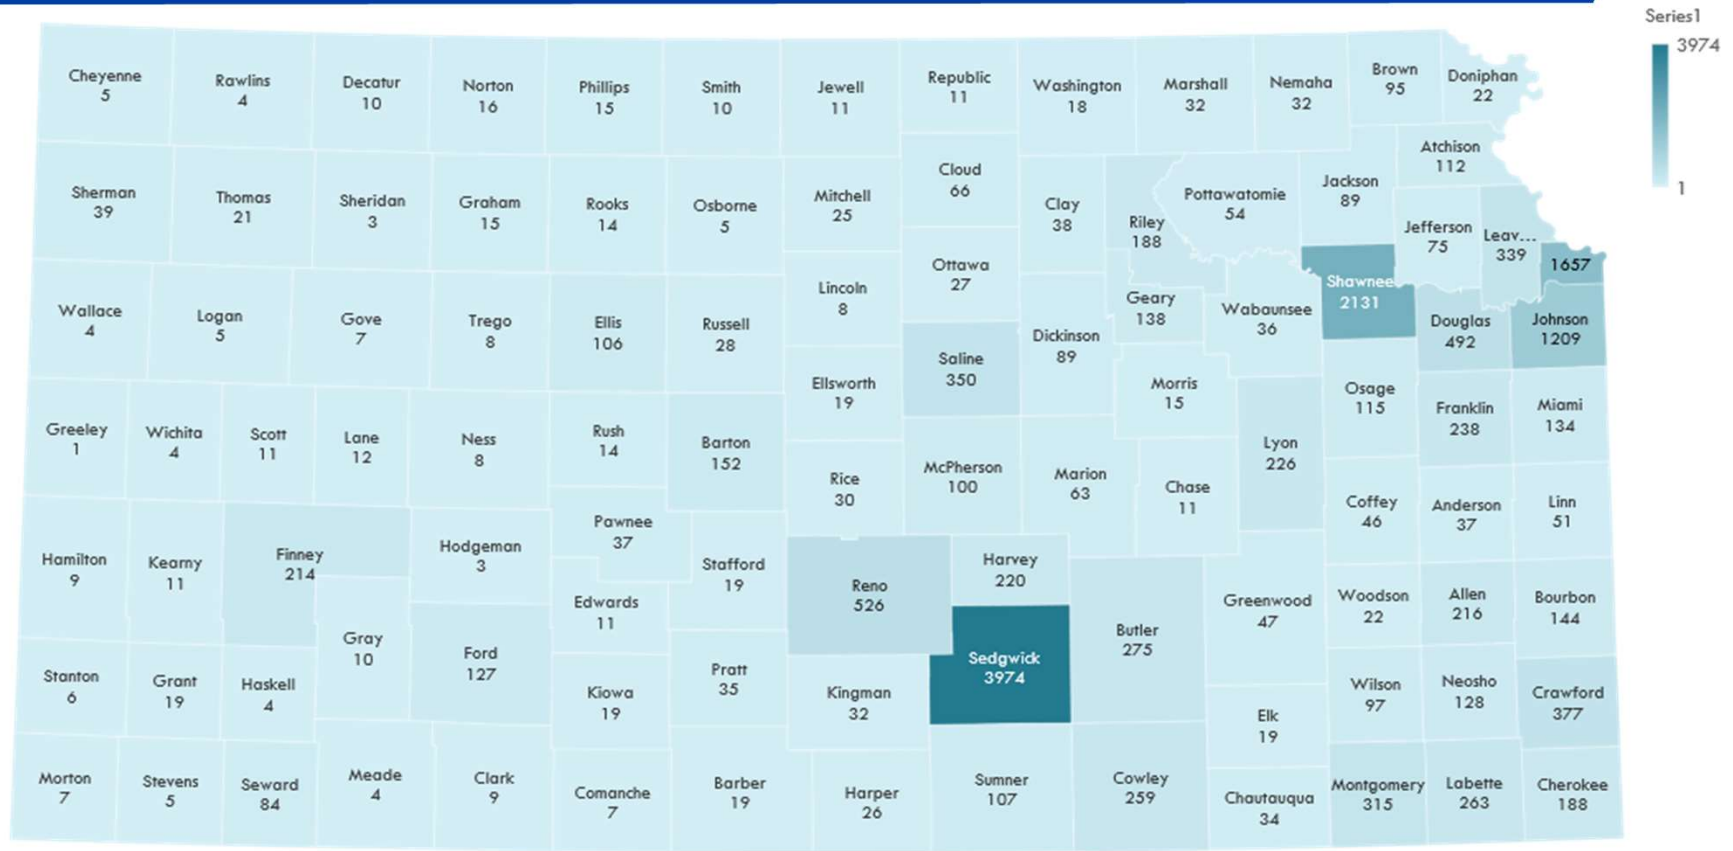 Series1
3974
1
Cheyenne
5
Rawlins
4
Decatur
10
Norton
16
Phillips
15
Smith
10
Jewell
11
Republic
11
Washington
18
Marshall
32
Nemaha
32
Brown
95
Doniphan
22
Sherman
39
Thomas
21
Sheridan
3
Graham
15
Rooks
14
Osborne
5
Mitchell
25
Cloud
66
Clay
38
Riley
188
Pottawatomie
54
Jackson
89
Atchison
112
Jefferson
75
Leav...
339
1657
Wallace
4
Logan
5
Gove
7
Trego
8
Ellis
106
Russell
28
Lincoln
8
Ottawa
27
Saline
350
Dickinson
89
Geary
138
Wabaunsee
36
Shawnee
2131
Douglas
492
Johnson
1209
Greeley
1
Wichita
4
Scott
11
Lane
12
Ness
8
Rush
14
Barton
152
Ellsworth
19
Rice
30
McPherson
100
Marion
63
Morris
15
Chase
11
Lyon
226
Osage
115
Franklin
238
Miami
134
Coffey
46
Anderson
37
Linn
51
Hamilton
9
Kearny
11
Finney
214
Hodgeman
3
Pawnee
37
Stafford
19
Edwards
11
Gray
10
Ford
127
Reno
526
Harvey
220
Sedgwick
3974
Butler
275
Greenwood
47
Woodson
22
Allen
216
Bourbon
144
Stanton
6
Grant
19
Haskell
4
Kiowa
19
Pratt
35
Kingman
32
Elk
19
Wilson
97
Neosho
128
Crawford
377
Morton
7
Stevens
5
Seward
84
Meade
4
Clark
9
Comanche
7
Barber
19
Harper
26
Sumner
107
Cowley
259
Chautauqua
34
Montgomery
315
Labette
263
Cherokee
188